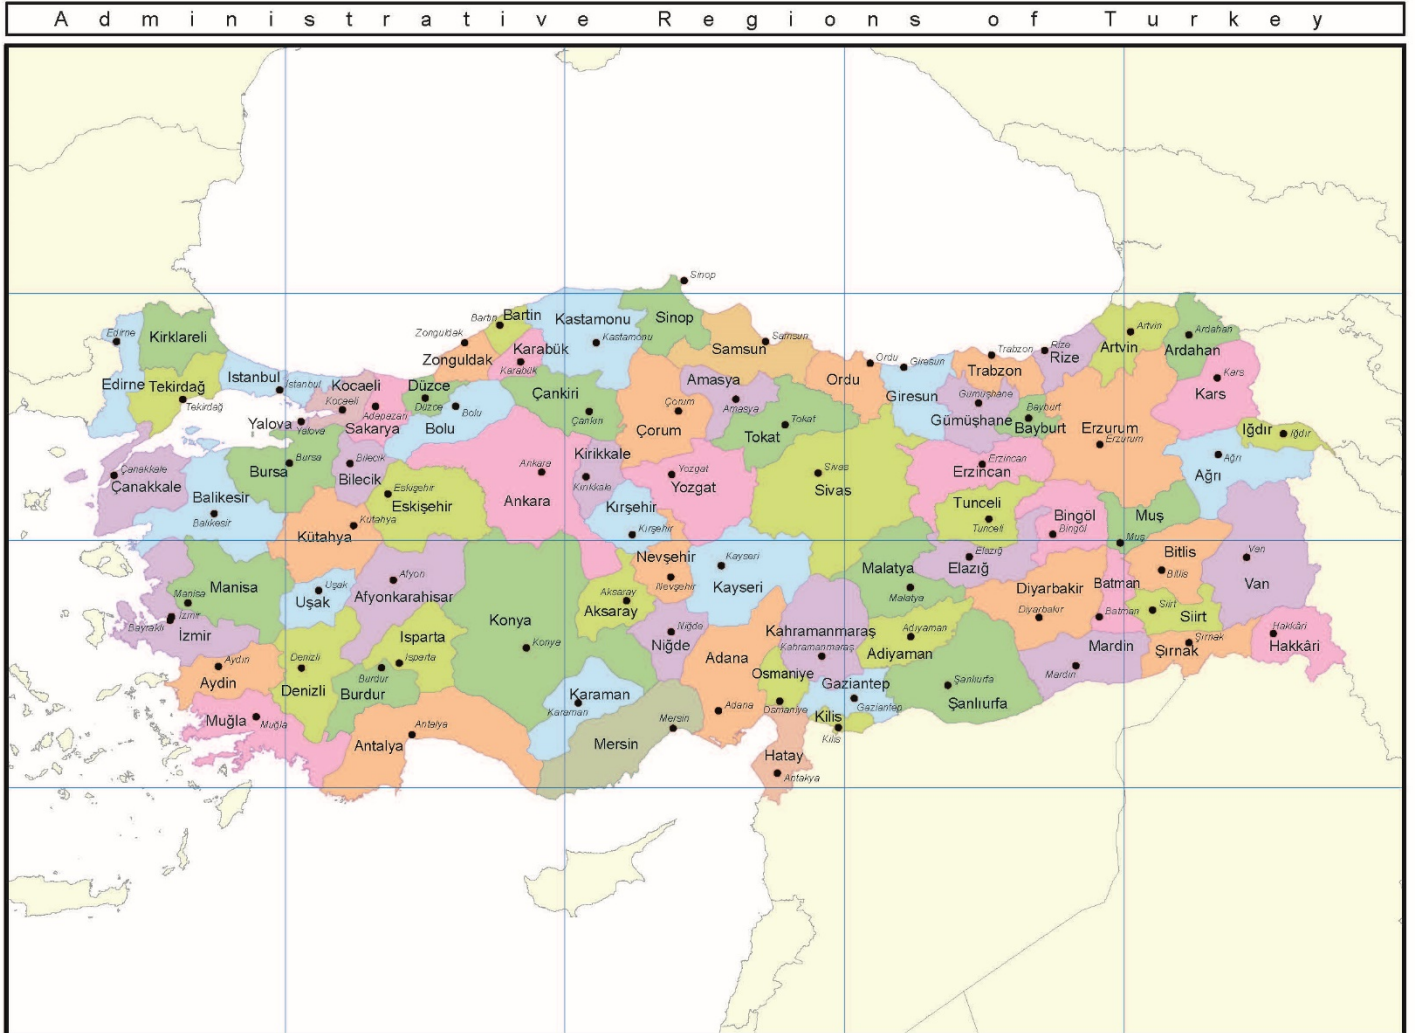 Administrative Regions of Turkey
Sinop
Edirne
Kirklareli
Bartın
Bartin
Kastamonu
Sinop
Zonguldak
Zonguldak
Karabük
Karabük
Kastamonu
Samsun
Samsun
Ordu
Ordu
Giresun
Giresun
Trabzon
Trabzon
Rize
Rize
Artvin
Artvin
Ardahan
Ardahan
Edirne
Tekirdağ
Tekirdağ
Istanbul
İstanbul
Kocaeli
Kocaeli
Adapazarı
Sakarya
Düzce
Düzce
Bolu
Bolu
Çankiri
Çankırı
Amasya
Amasya
Çorum
Çorum
Tokat
Tokat
Gümüşhane
Gümüşhane
Bayburt
Bayburt
Erzurum
Erzurum
Kars
Kars
Iğdır
Iğdır
Yalova
Yalova
Çanakkale
Çanakkale
Bursa
Bursa
Bilecik
Bilecik
Eskişehir
Eskişehir
Ankara
Ankara
Kirikkale
Kırıkkale
Yozgat
Yozgat
Sivas
Sivas
Erzincan
Erzincan
Ağrı
Ağrı
Balikesir
Balıkesir
Kütahya
Kütahya
Kırşehir
Kırşehir
Tunceli
Tunceli
Bingöl
Bingöl
Muş
Muş
Manisa
Manisa
Uşak
Uşak
Afyon
Afyonkarahisar
Konya
Konya
Aksaray
Aksaray
Nevşehir
Nevşehir
Kayseri
Kayseri
Malatya
Malatya
Elazığ
Elazığ
Diyarbakir
Diyarbakır
Batman
Batman
Bitlis
Bitlis
Siirt
Siirt
Van
Van
İzmir
Bayraklı
İzmir
Aydın
Aydin
Denizli
Denizli
Isparta
Isparta
Burdur
Burdur
Niğde
Niğde
Adana
Adana
Kahramanmaraş
Kahramanmaraş
Adıyaman
Adiyaman
Mardin
Mardin
Şırnak
Şırnak
Hakkâri
Hakkâri
Muğla
Muğla
Antalya
Antalya
Karaman
Karaman
Mersin
Mersin
Osmaniye
Osmaniye
Gaziantep
Gaziantep
Kilis
Kilis
Şanlıurfa
Şanlıurfa
Hatay
Antakya